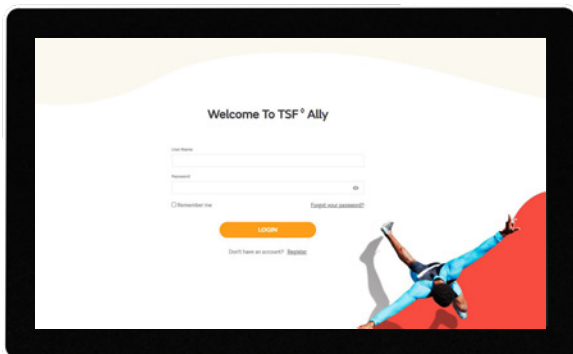 Welcome To TSF° Ally
User Name
Password
Remember me
Forgot your password?
LOGIN
Don't have an account? Register